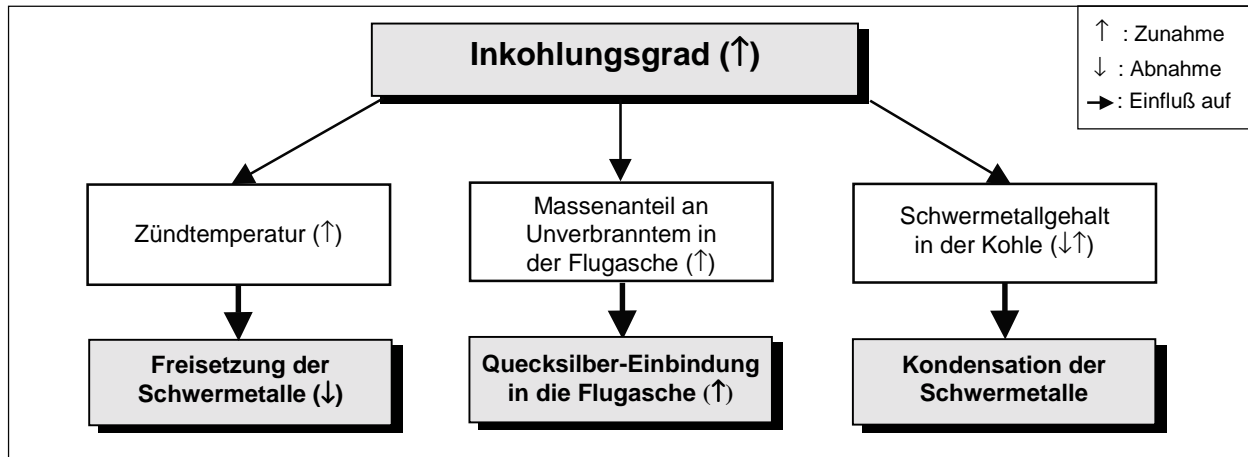 Inkohlungsgrad (↑)
↑ : Zunahme
↓ : Abnahme
→: Einfluß auf
Zündtemperatur (↑)
Massenanteil an
Unverbranntem in
der Flugasche (↑)
Schwermetallgehalt
in der Kohle (↓↑)
Freisetzung der
Schwermetalle (↓)
Quecksilber-Einbindung
in die Flugasche (↑)
Kondensation der
Schwermetalle